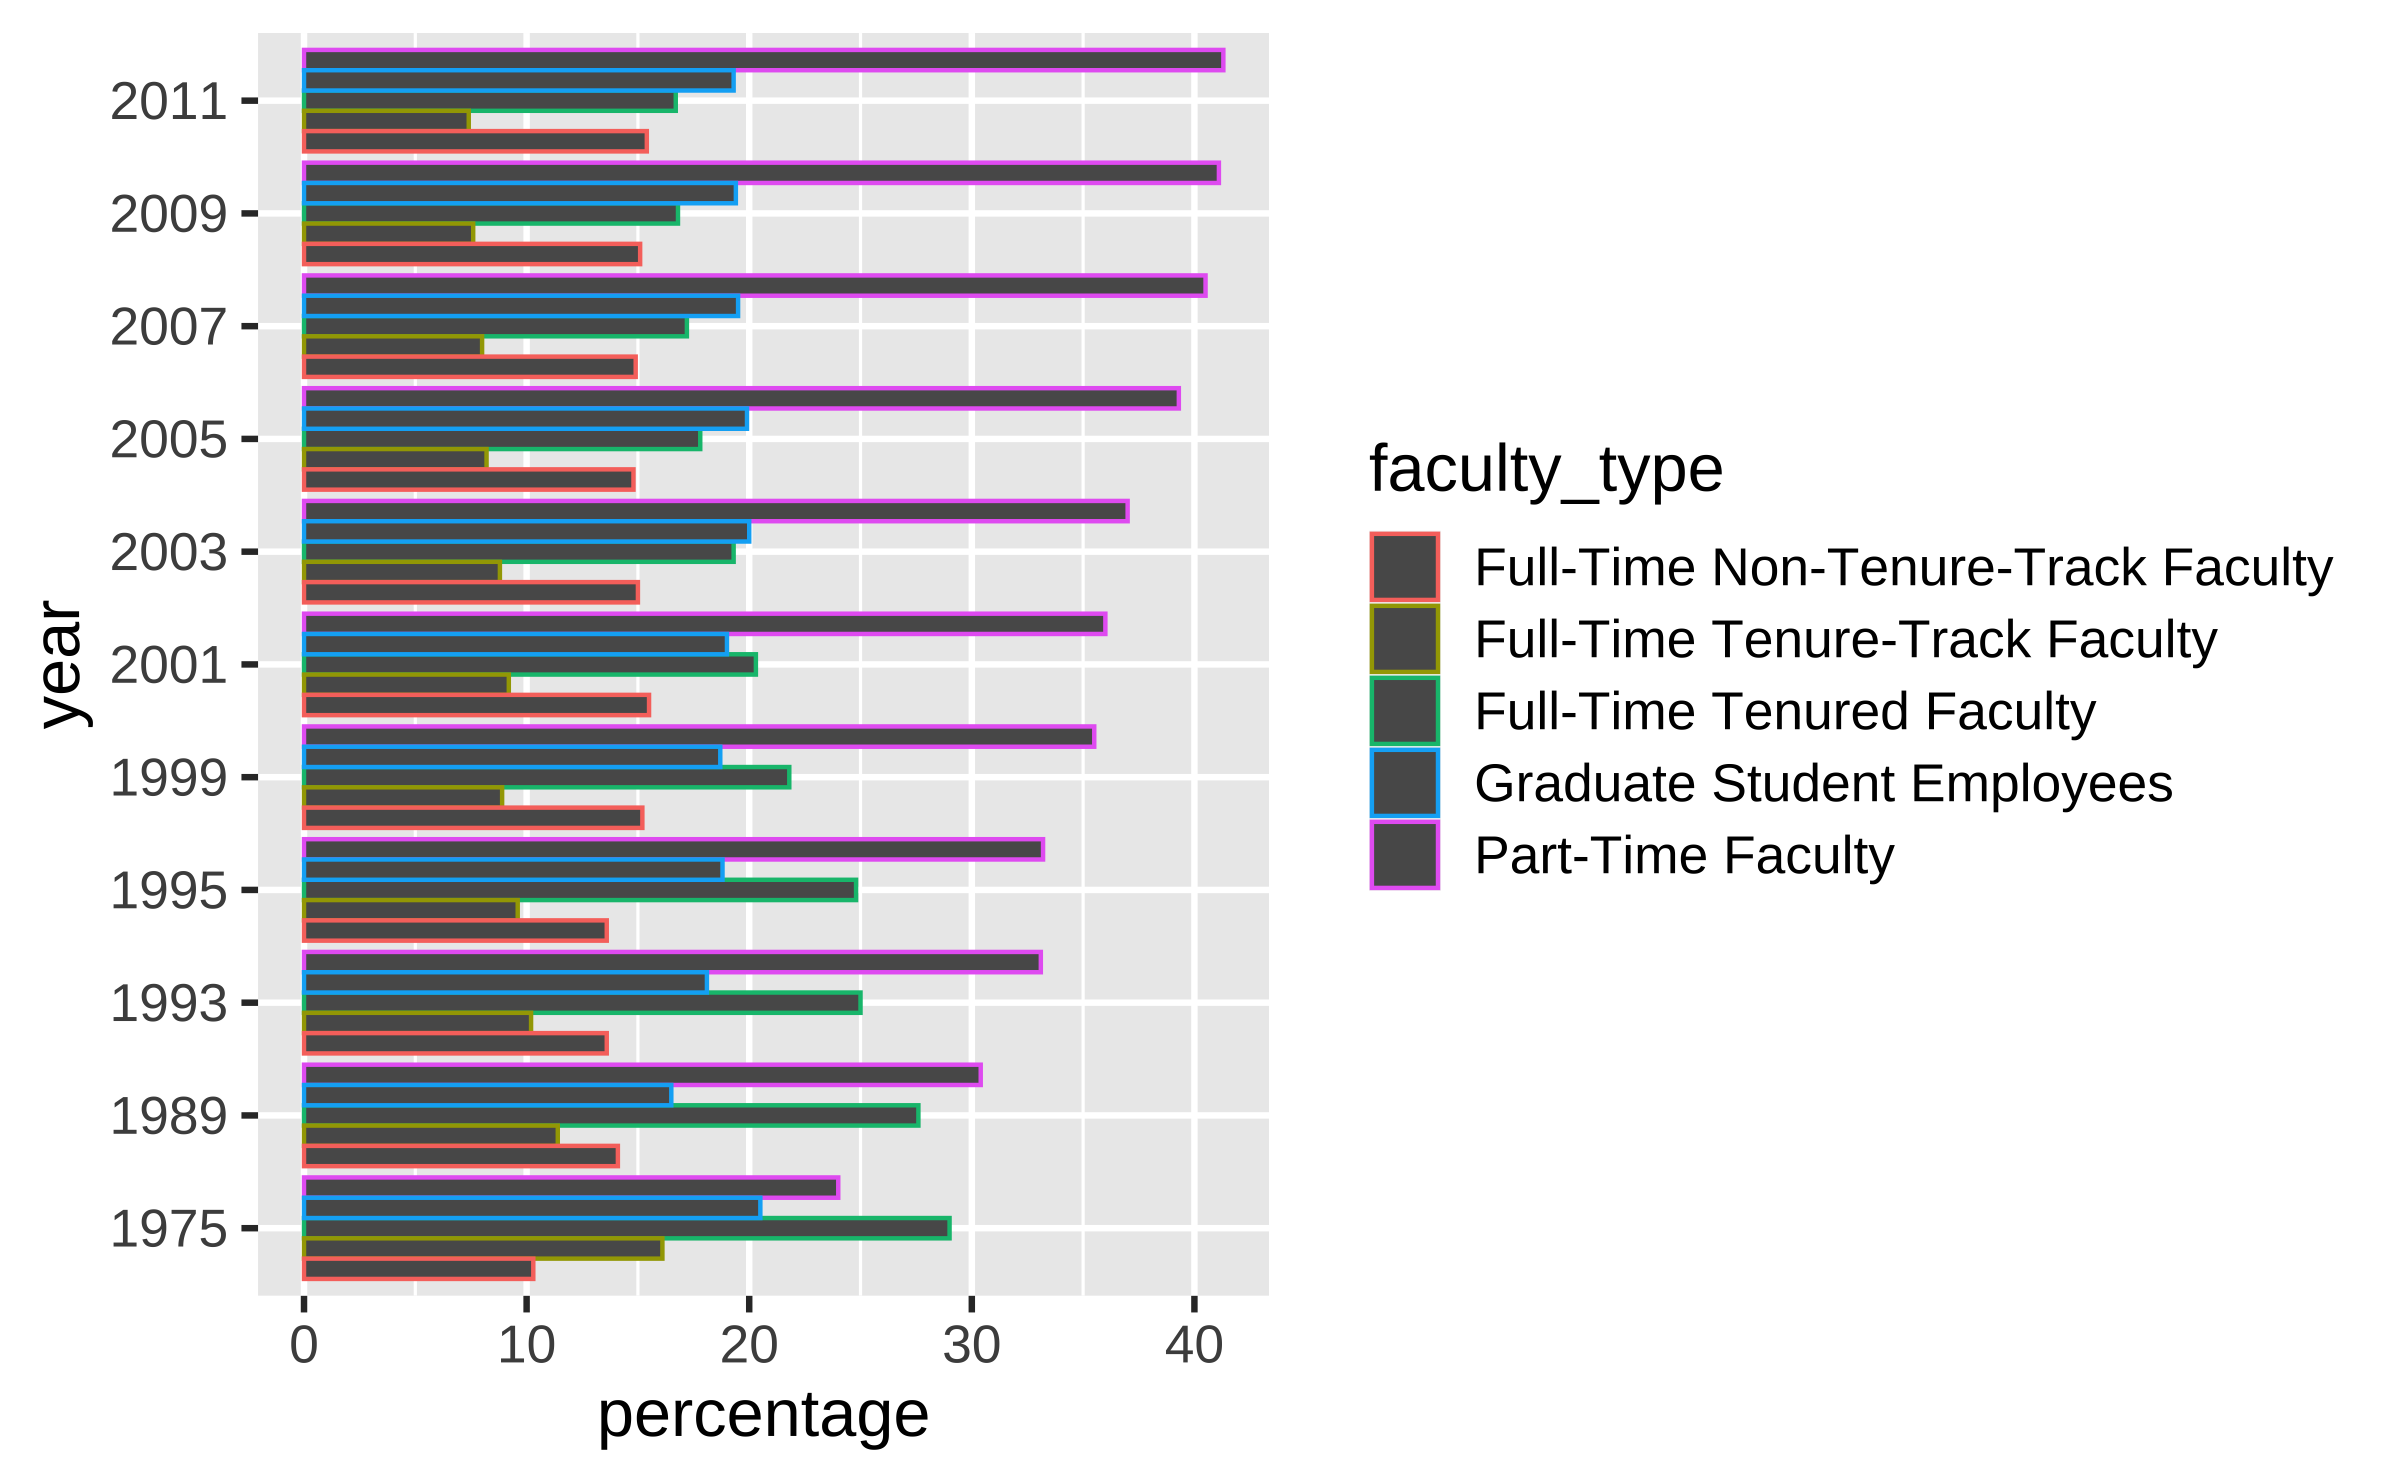 2011
2009
2007
2005
2003
2001
1999
1995
1993
1989
1975
year
0 10 20 30 40
percentage
faculty_type
Full-Time Non-Tenure-Track Faculty
Full-Time Tenure-Track Faculty
Full-Time Tenured Faculty
Graduate Student Employees
Part-Time Faculty